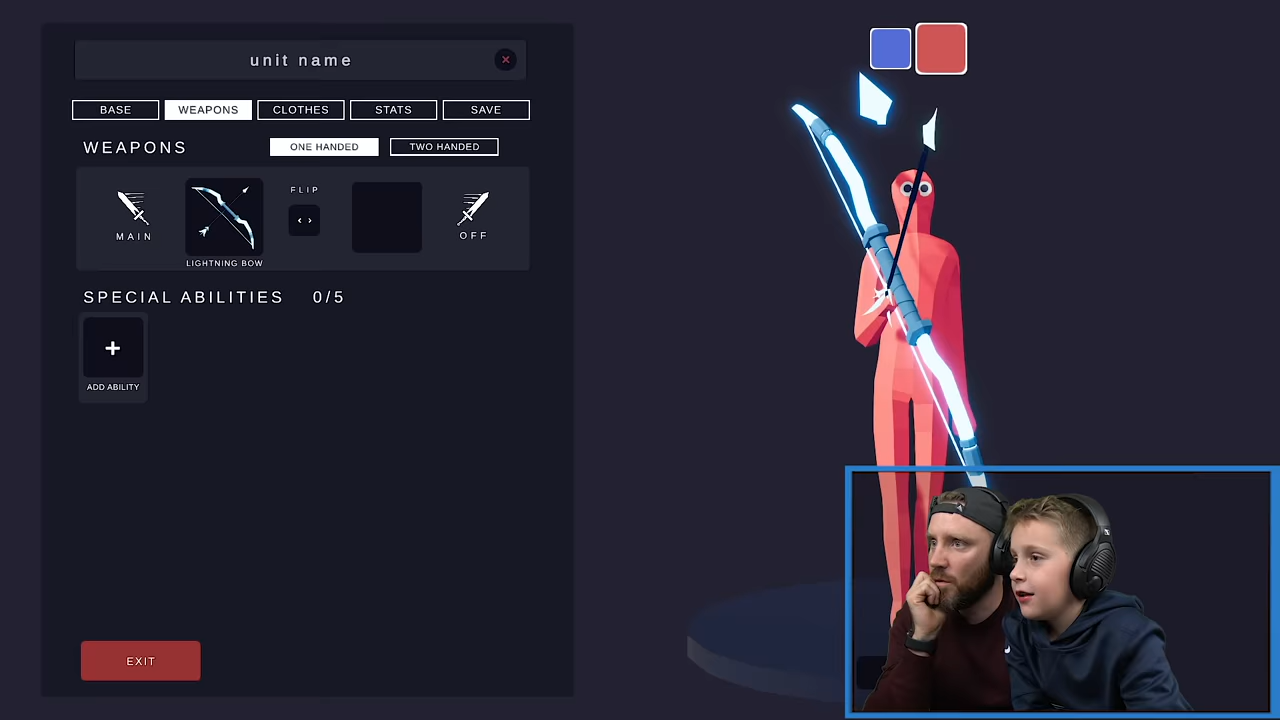 unit name
BASE WEAPONS CLOTHES STATS SAVE
WEAPONS ONE HANDED TWO HANDED
FLIP
MAIN OFF
LIGHTNING BOW
SPECIAL ABILITIES 0/5
+
ADD ABILITY
EXIT